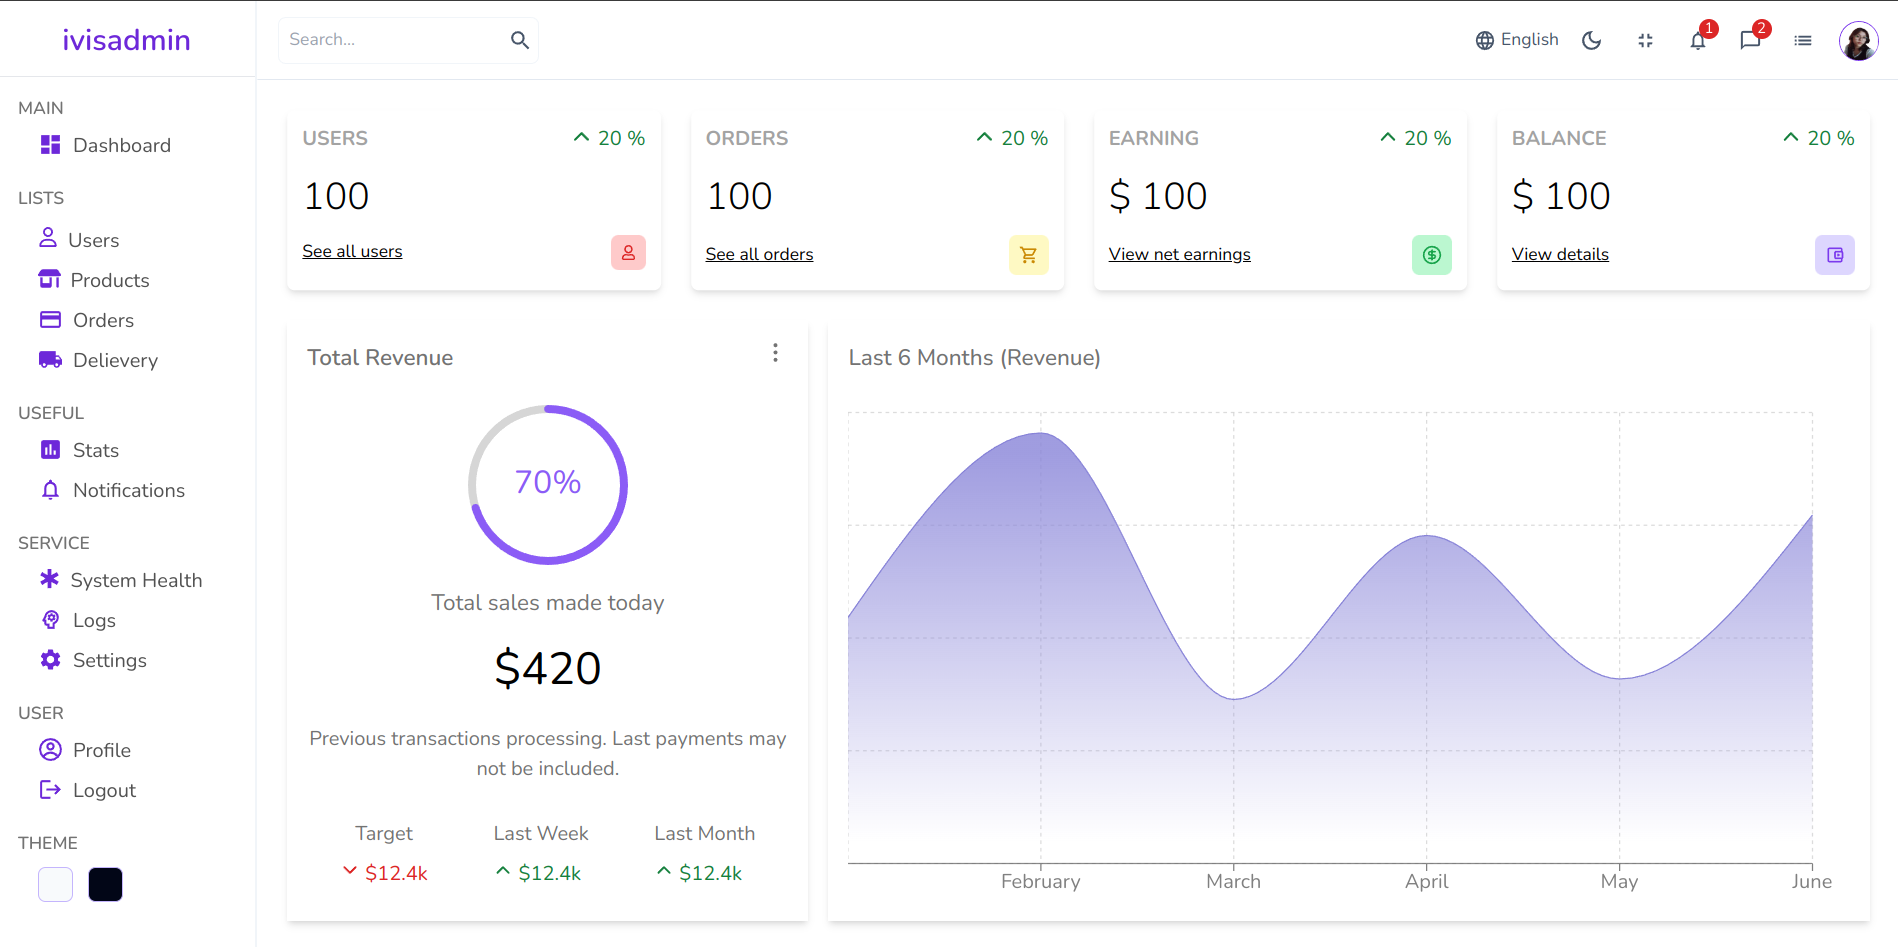 ivisadmin
Search...
English
1
2
MAIN
Dashboard
LISTS
Users
Products
Orders
Delievery
USEFUL
Stats
Notifications
SERVICE
System Health
Logs
Settings
USER
Profile
Logout
THEME
USERS
20 %
100
See all users
ORDERS
20 %
100
See all orders
EARNING
20 %
$ 100
View net earnings
BALANCE
20 %
$ 100
View details
Total Revenue
70%
Total sales made today
$420
Previous transactions processing. Last payments may
not be included.
Target
$12.4k
Last Week
$12.4k
Last Month
$12.4k
Last 6 Months (Revenue)
February
March
April
May
June